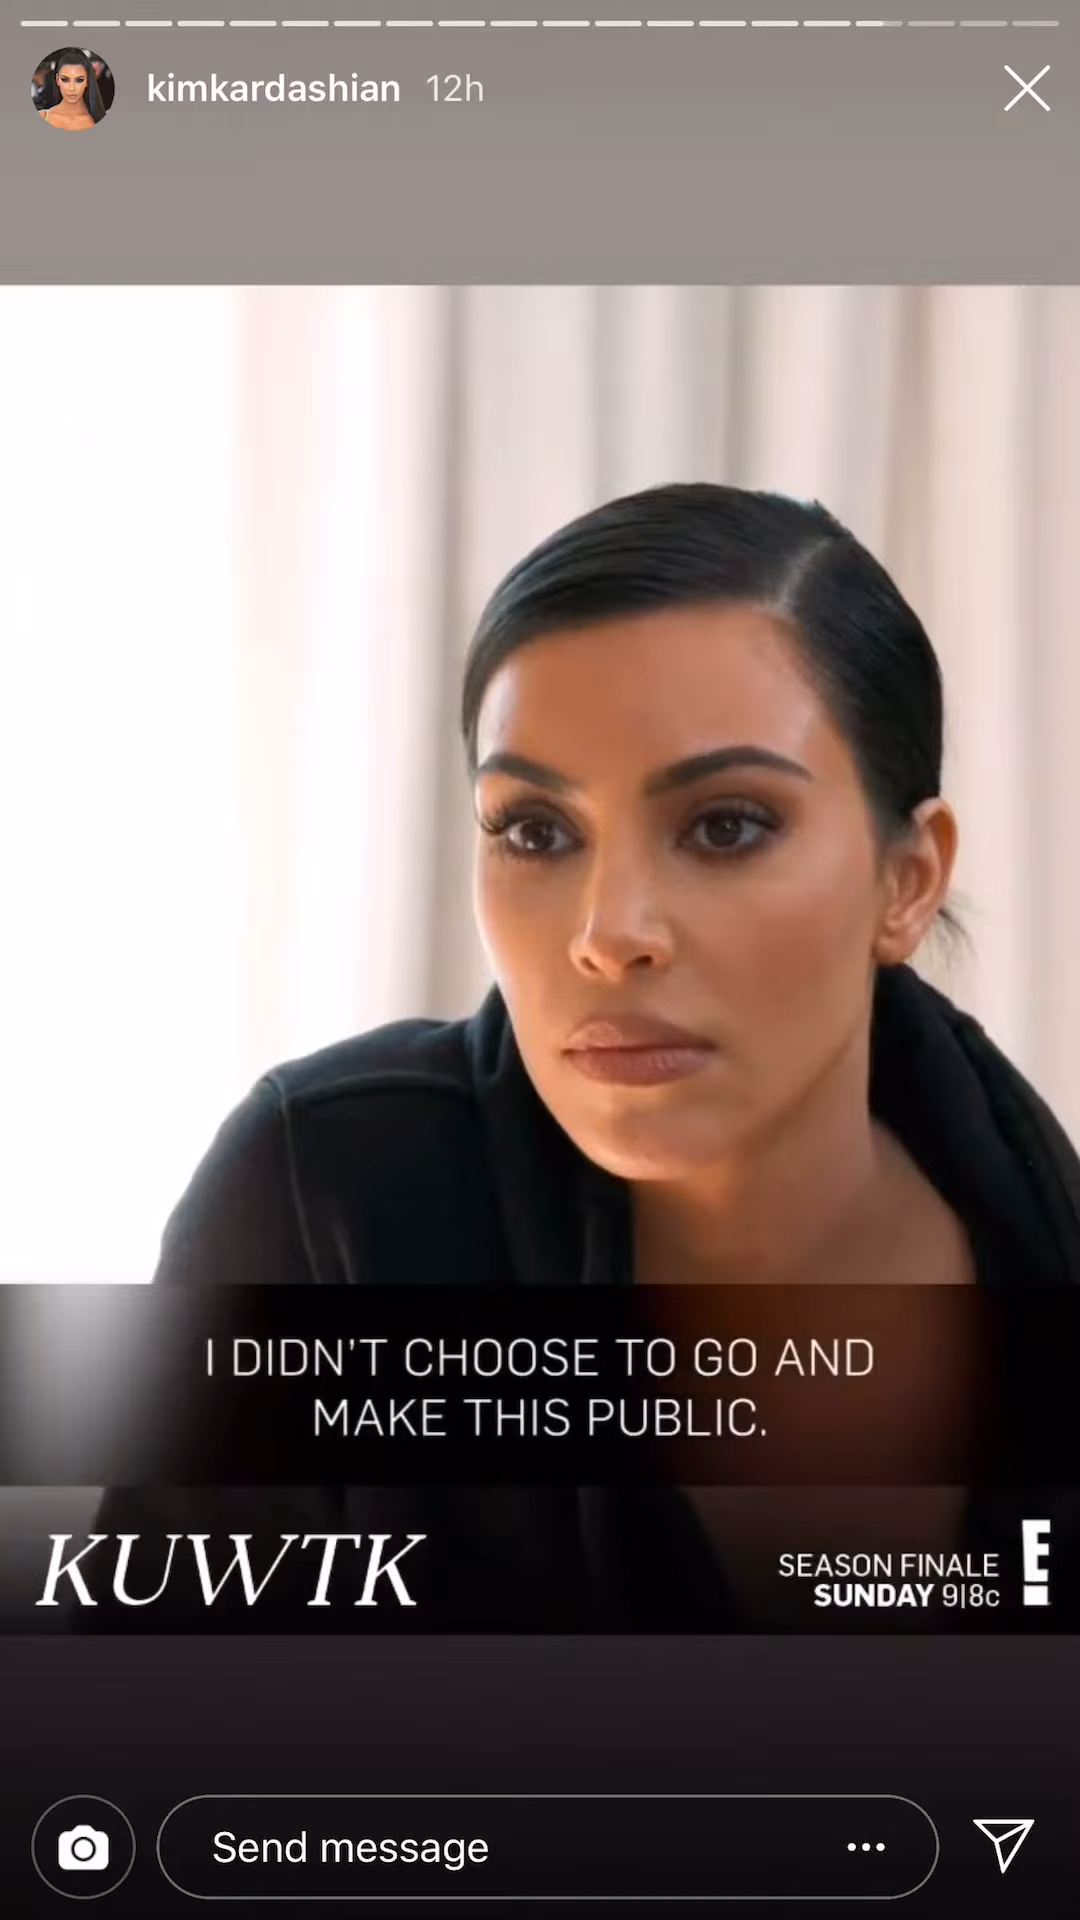 kimkardashian 12h
I DIDN'T CHOOSE TO GO AND
MAKE THIS PUBLIC.
KUWTK
SEASON FINALE
SUNDAY 9|8c
E!
Send message